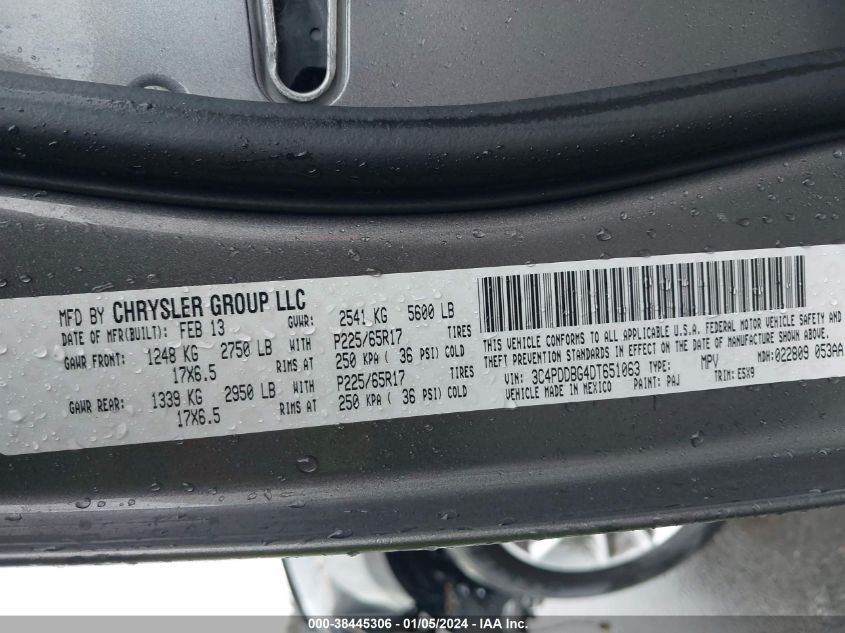 MFD BY CHRYSLER GROUP LLC
DATE OF MFR(BUILT): FEB 13 GVWR: 2541 KG 5600 LB
GAWR FRONT: 1248 KG 2750 LB WITH P225/65R17 TIRES
17X6.5 RIMS AT 250 KPA ( 36 PSI) COLD
GAWR REAR: 1339 KG 2950 LB WITH P225/65R17 TIRES
17X6.5 RIMS AT 250 KPA ( 36 PSI) COLD
THIS VEHICLE CONFORMS TO ALL APPLICABLE U.S.A. FEDERAL MOTOR VEHICLE SAFETY AND
THEFT PREVENTION STANDARDS IN EFFECT ON THE DATE OF MANUFACTURE SHOWN ABOVE.
VIN: 3C4PDDBG4DT651063 TYPE: MPV MDH: 022809 053AA
VEHICLE MADE IN MEXICO PAINT: PAJ TRIM: E5X9
000-38445306 - 01/05/2024 - IAA Inc.